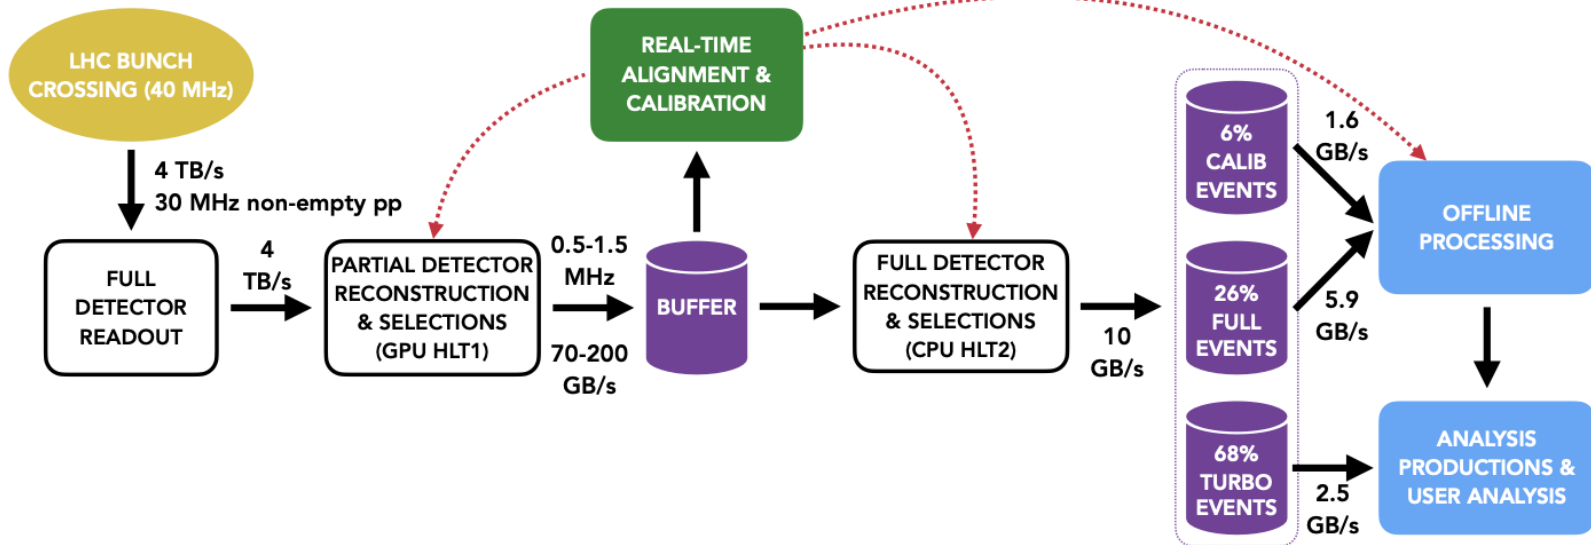 LHC BUNCH
CROSSING (40 MHz)
4 TB/s
30 MHz non-empty pp
FULL
DETECTOR
READOUT
4
TB/s
PARTIAL DETECTOR
RECONSTRUCTION
& SELECTIONS
(GPU HLT1)
0.5-1.5
MHz
70-200
GB/s
BUFFER
REAL-TIME
ALIGNMENT &
CALIBRATION
FULL DETECTOR
RECONSTRUCTION
& SELECTIONS
(CPU HLT2)
10
GB/s
6%
CALIB
EVENTS
26%
FULL
EVENTS
68%
TURBO
EVENTS
1.6
GB/s
5.9
GB/s
2.5
GB/s
OFFLINE
PROCESSING
ANALYSIS
PRODUCTIONS &
USER ANALYSIS